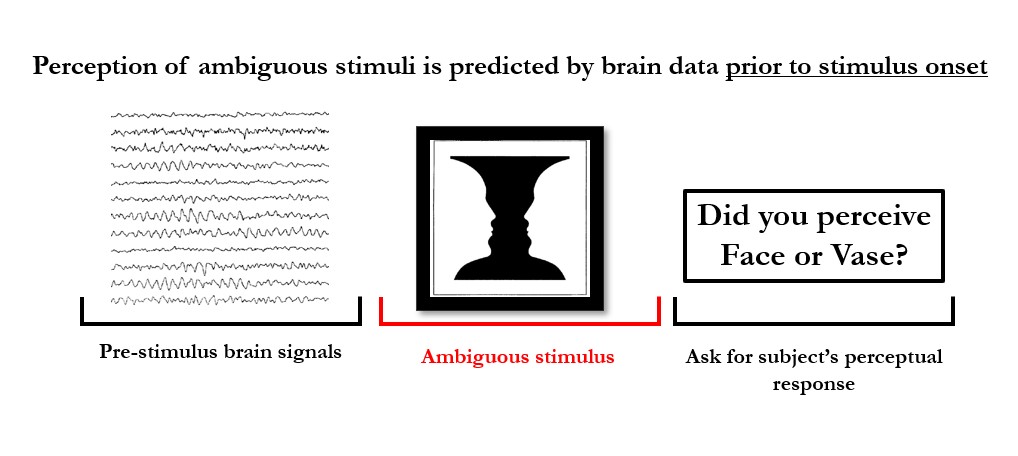 Perception of ambiguous stimuli is predicted by brain data prior to stimulus onset
Did you perceive
Face or Vase?
Pre-stimulus brain signals
Ambiguous stimulus
Ask for subject's perceptual
response